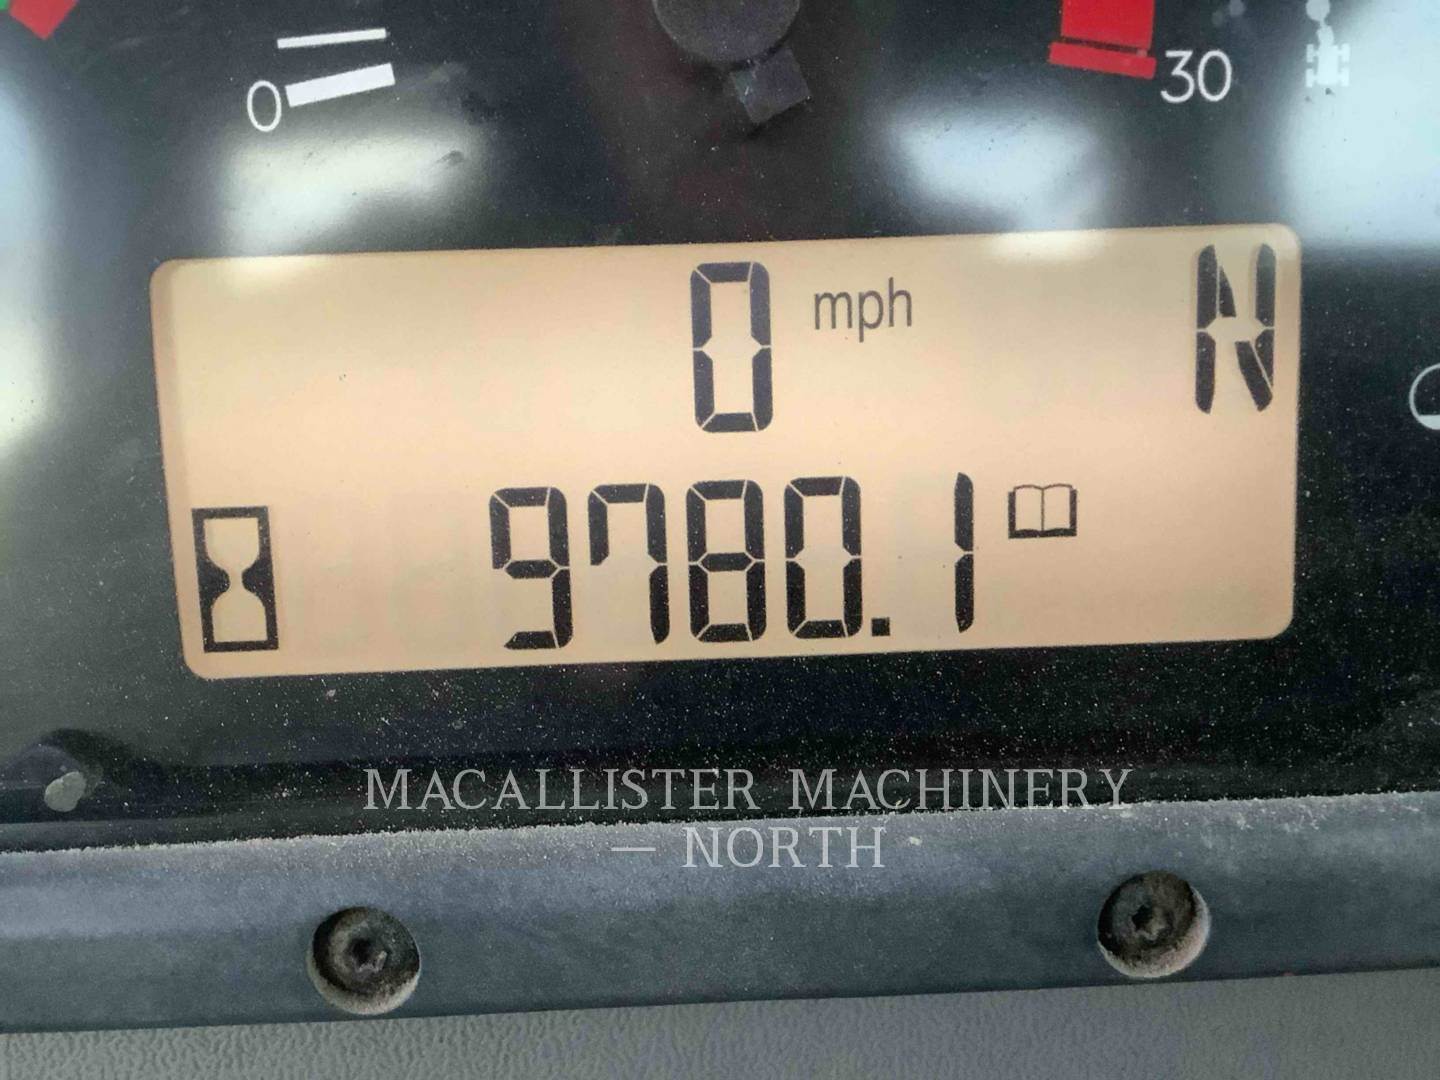 0 30
0 mph N
9780.1
MACALLISTER MACHINERY
— NORTH